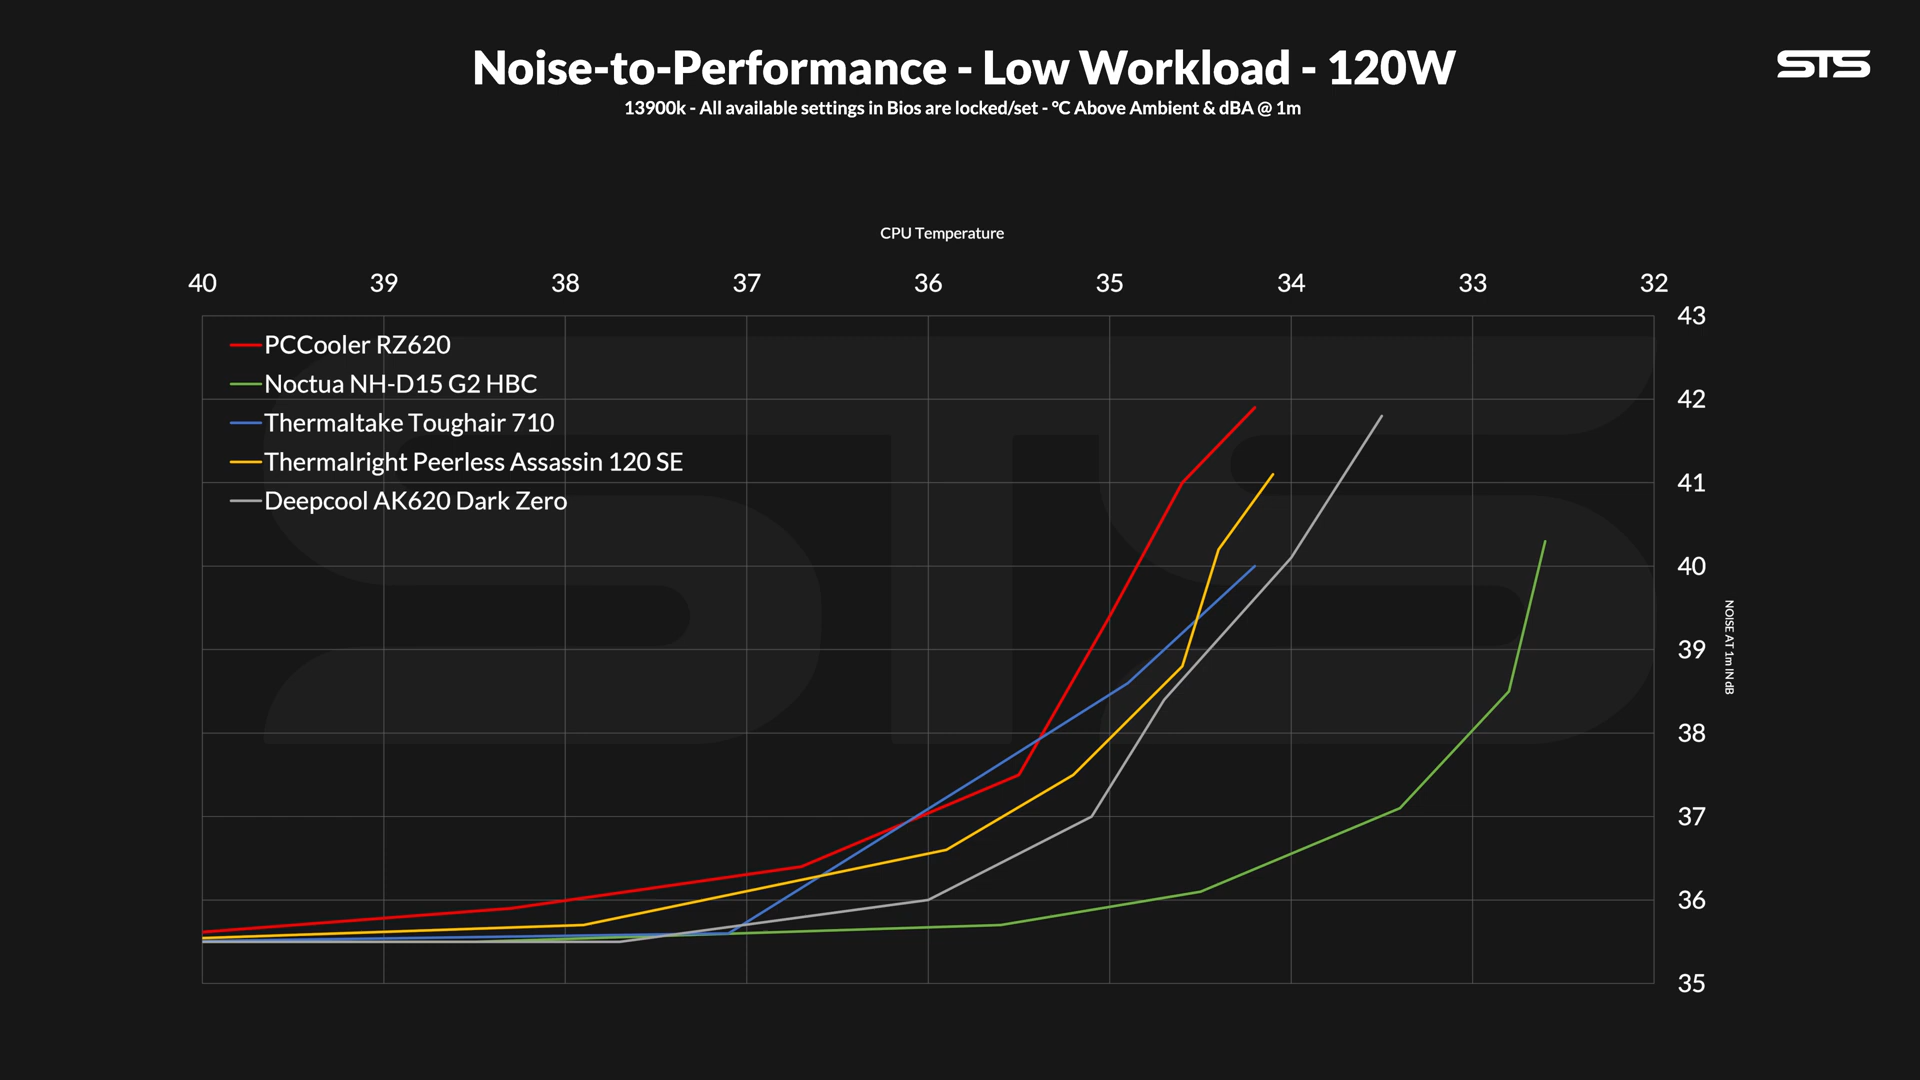 Noise-to-Performance - Low Workload - 120W
STS
13900k - All available settings in Bios are locked/set - °C Above Ambient & dBA @ 1m
CPU Temperature
40 39 38 37 36 35 34 33 32
43
PCCooler RZ620
Noctua NH-D15 G2 HBC
42
Thermaltake Toughair 710
Thermalright Peerless Assassin 120 SE
41
Deepcool AK620 Dark Zero
40
39
38
37
36
35
NOISE AT 1m IN dB
STS